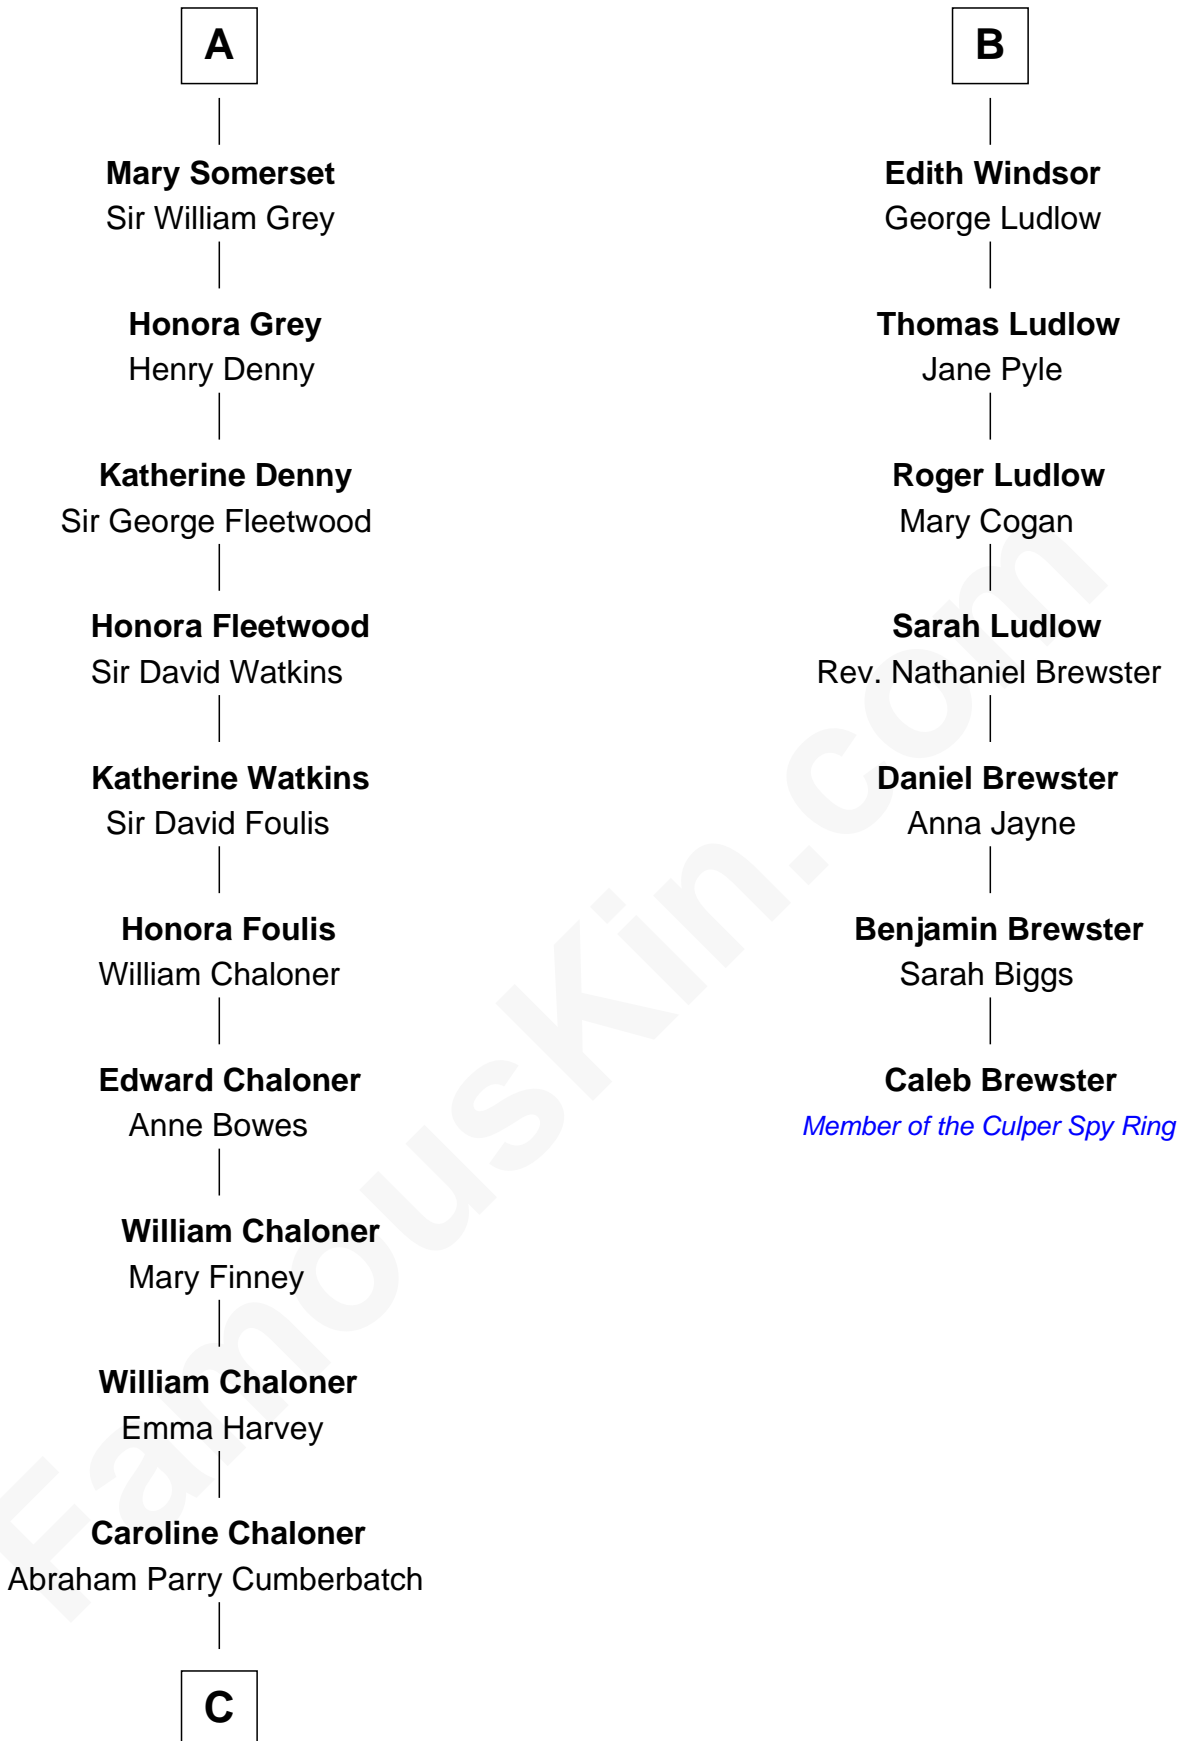 A
Mary Somerset
Sir William Grey
Honora Grey
Henry Denny
Katherine Denny
Sir George Fleetwood
Honora Fleetwood
Sir David Watkins
Katherine Watkins
Sir David Foulis
Honora Foulis
William Chaloner
Edward Chaloner
Anne Bowes
William Chaloner
Mary Finney
William Chaloner
Emma Harvey
Caroline Chaloner
Abraham Parry Cumberbatch
C
B
Edith Windsor
George Ludlow
Thomas Ludlow
Jane Pyle
Roger Ludlow
Mary Cogan
Sarah Ludlow
Rev. Nathaniel Brewster
Daniel Brewster
Anna Jayne
Benjamin Brewster
Sarah Biggs
Caleb Brewster
Member of the Culper Spy Ring
FamousKin.com